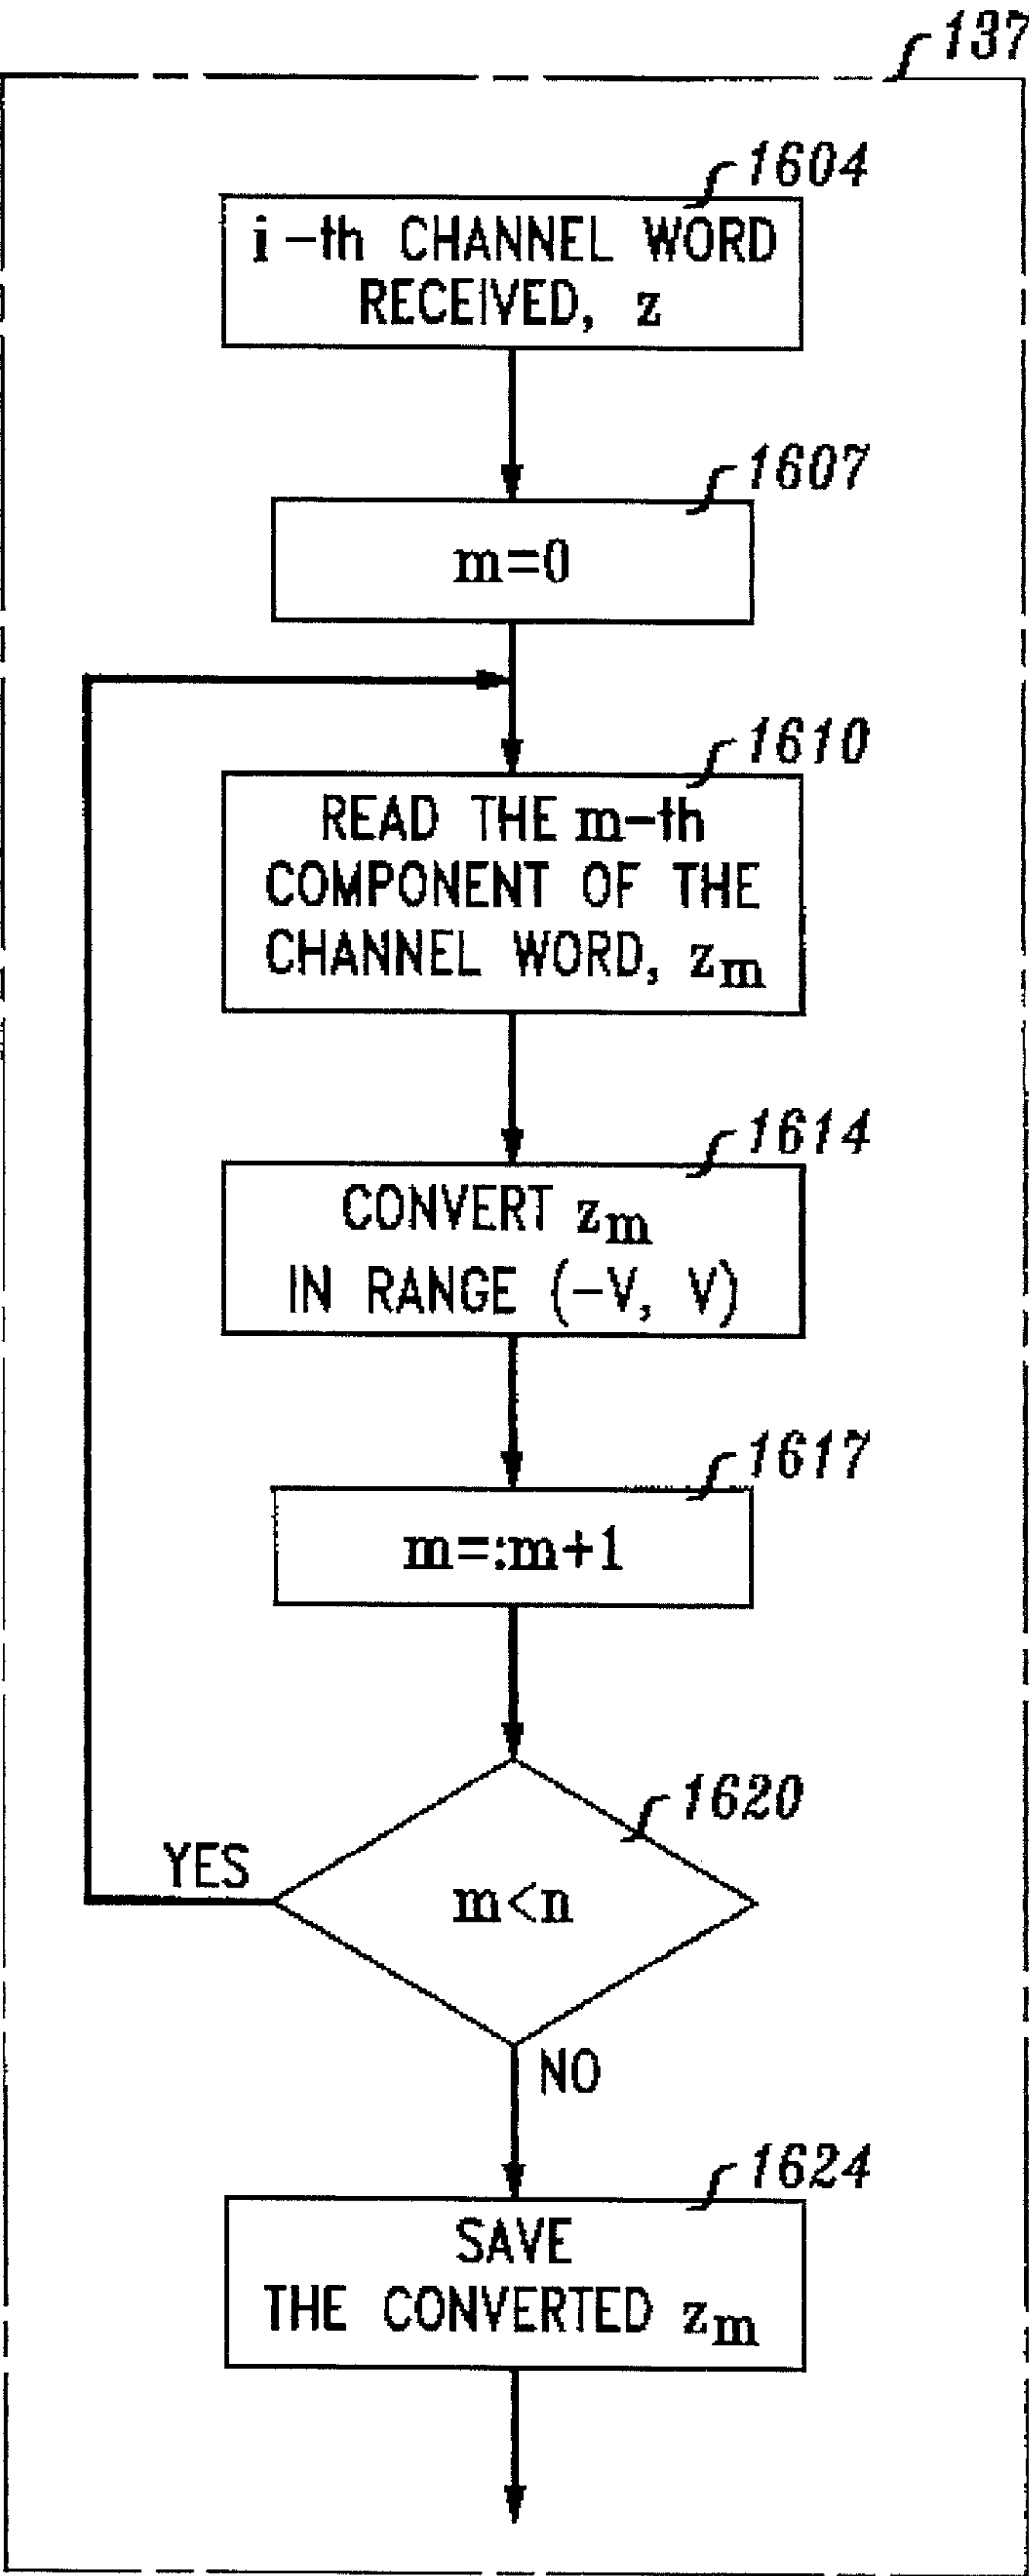 137
1604
i-th CHANNEL WORD
RECEIVED, z
1607
m=0
1610
READ THE m-th
COMPONENT OF THE
CHANNEL WORD, zm
1614
CONVERT zm
IN RANGE (-V, V)
1617
m=:m+1
1620
YES
m<n
NO
1624
SAVE
THE CONVERTED zm